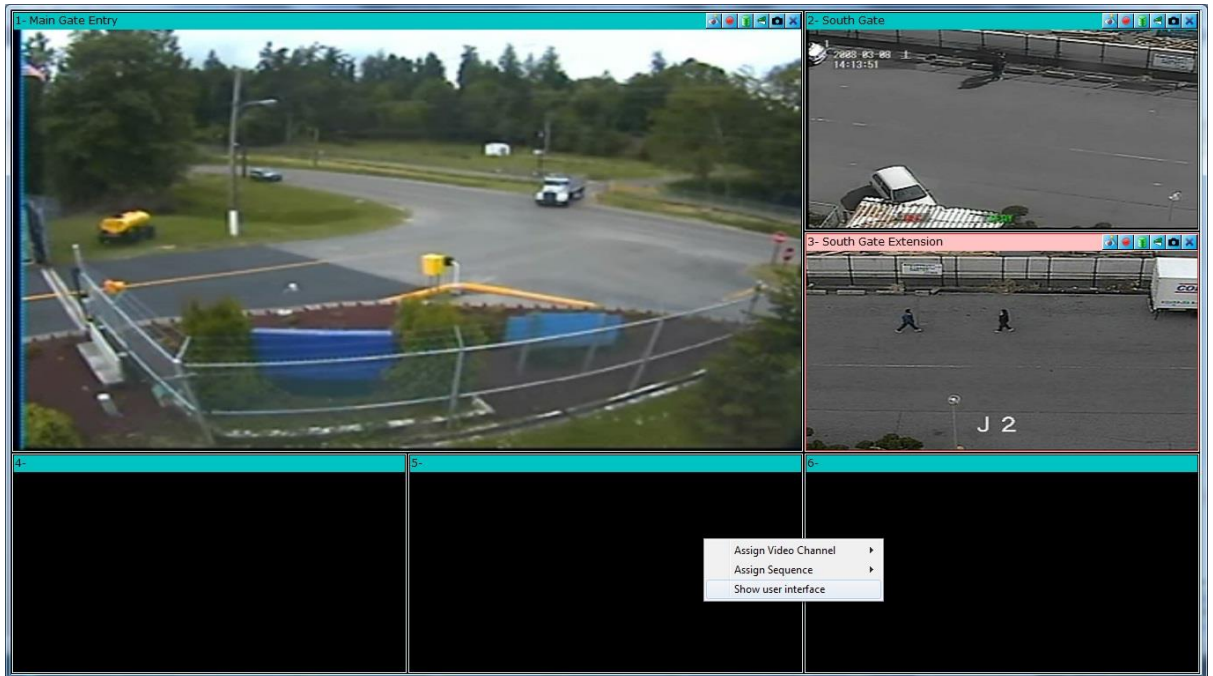 1- Main Gate Entry
2- South Gate
2008-03-08 1
14:13:51
3- South Gate Extension
J 2
4-
5-
6-
Assign Video Channel
Assign Sequence
Show user interface